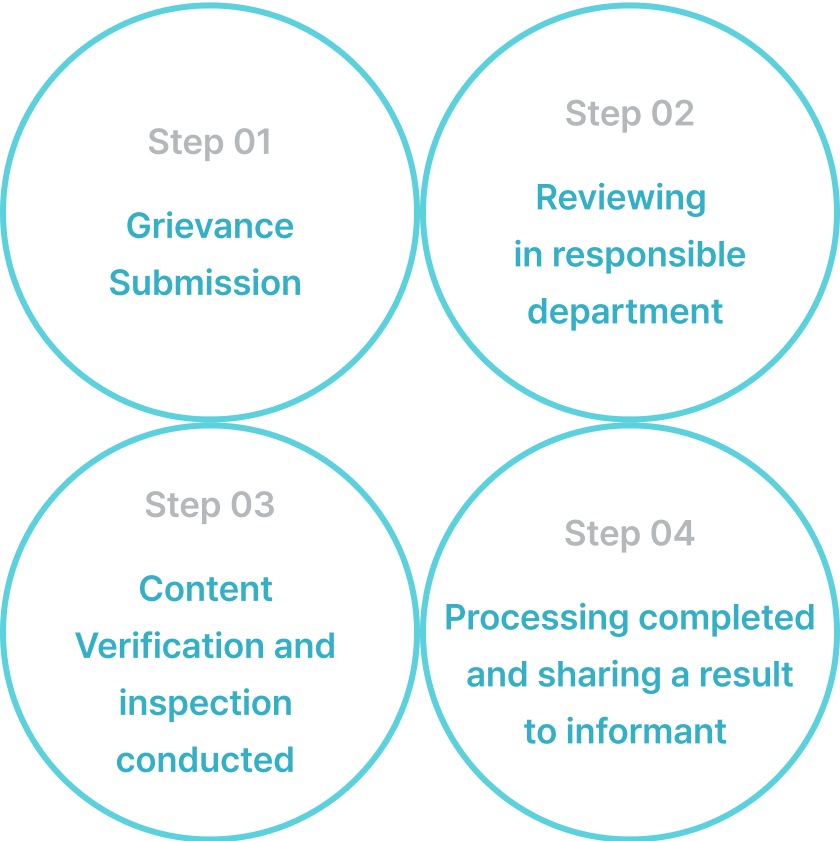 Step 01
Grievance
Submission
Step 02
Reviewing
in responsible
department
Step 03
Content
Verification and
inspection
conducted
Step 04
Processing completed
and sharing a result
to informant